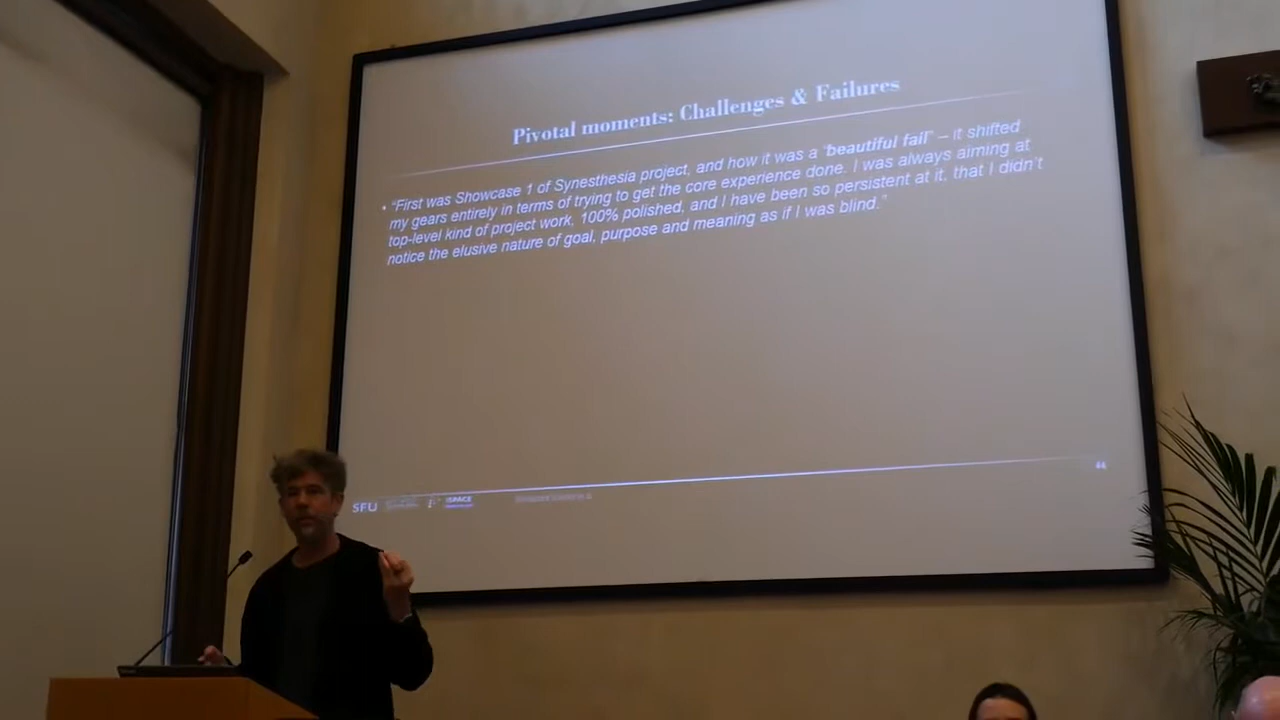 Pivotal moments: Challenges & Failures
• "First was Showcase 1 of Synesthesia project, and how it was a "beautiful fail" – it shifted
my gears entirely in terms of trying to get the core experience done. I was always aiming at
top-level kind of project work, 100% polished, and I have been so persistent at it, that I didn't
notice the elusive nature of goal, purpose and meaning as if I was blind."
44
SFU
iSPACE